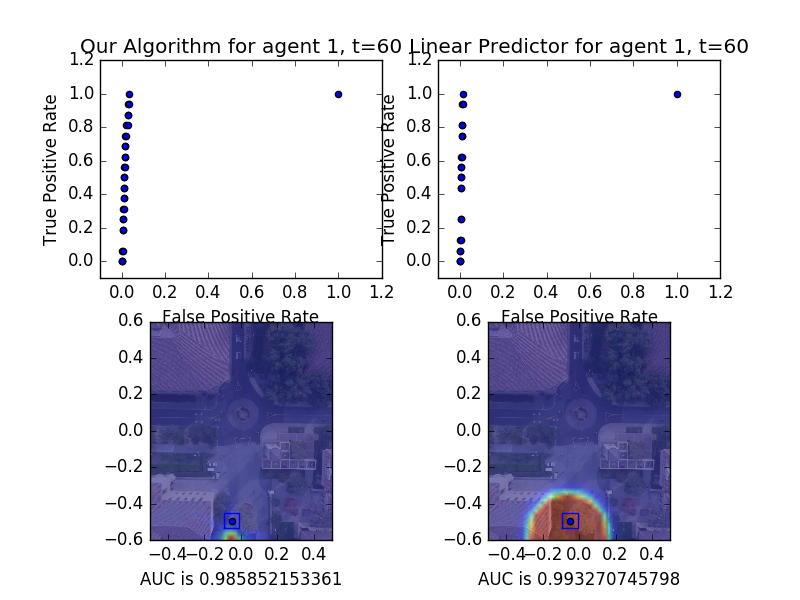 Our Algorithm for agent 1, t=60 Linear Predictor for agent 1, t=60
1.2 1.2
1.0 1.0
0.8 0.8
0.6 0.6
0.4 0.4
0.2 0.2
0.0 0.0
True Positive Rate True Positive Rate
0.0 0.2 0.4 0.6 0.8 1.0 1.2 0.0 0.2 0.4 0.6 0.8 1.0 1.2
False Positive Rate False Positive Rate
0.6 0.6
0.4 0.4
0.2 0.2
0.0 0.0
−0.2 −0.2
−0.4 −0.4
−0.6 −0.6
−0.4 −0.2 0.0 0.2 0.4 −0.4 −0.2 0.0 0.2 0.4
AUC is 0.985852153361 AUC is 0.993270745798